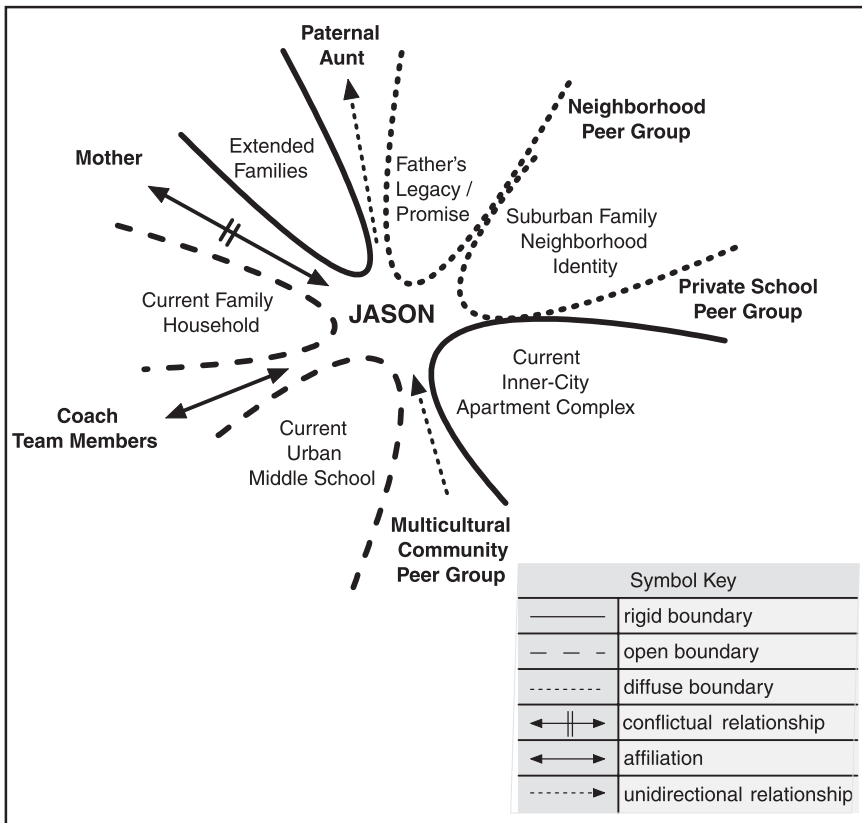 Paternal
Aunt
Neighborhood
Peer Group
Extended
Families
Mother
Father's
Legacy /
Promise
Suburban Family
Neighborhood
Identity
Private School
Peer Group
Current Family
Household
JASON
Current
Inner-City
Apartment Complex
Coach
Team Members
Current
Urban
Middle School
Multicultural
Community
Peer Group
Symbol Key
rigid boundary
open boundary
diffuse boundary
conflictual relationship
affiliation
unidirectional relationship